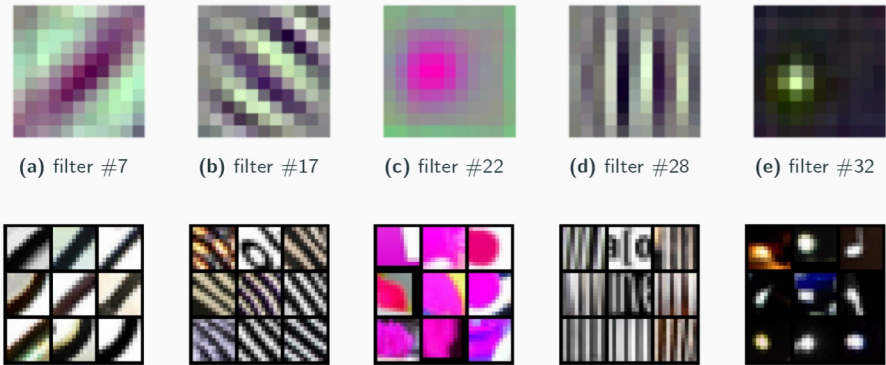 (a) filter #7
(b) filter #17
(c) filter #22
(d) filter #28
(e) filter #32